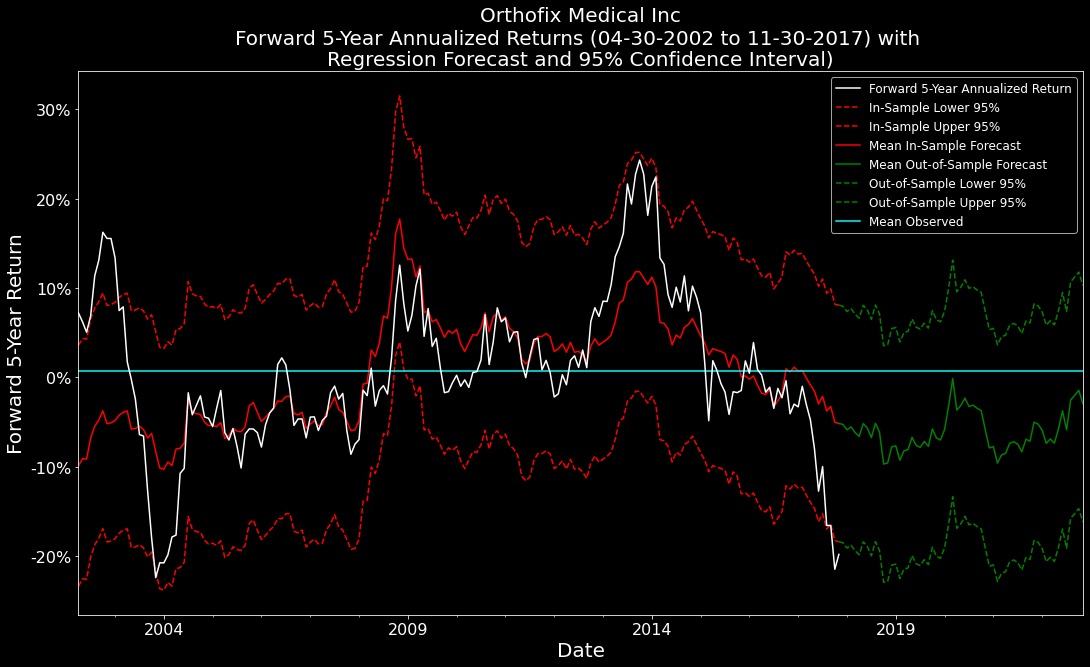 Orthofix Medical Inc
Forward 5-Year Annualized Returns (04-30-2002 to 11-30-2017) with
Regression Forecast and 95% Confidence Interval)
Forward 5-Year Annualized Return
In-Sample Lower 95%
In-Sample Upper 95%
Mean In-Sample Forecast
Mean Out-of-Sample Forecast
Out-of-Sample Lower 95%
Out-of-Sample Upper 95%
Mean Observed
Forward 5-Year Return
30%
20%
10%
0%
-10%
-20%
2004
2009
2014
2019
Date